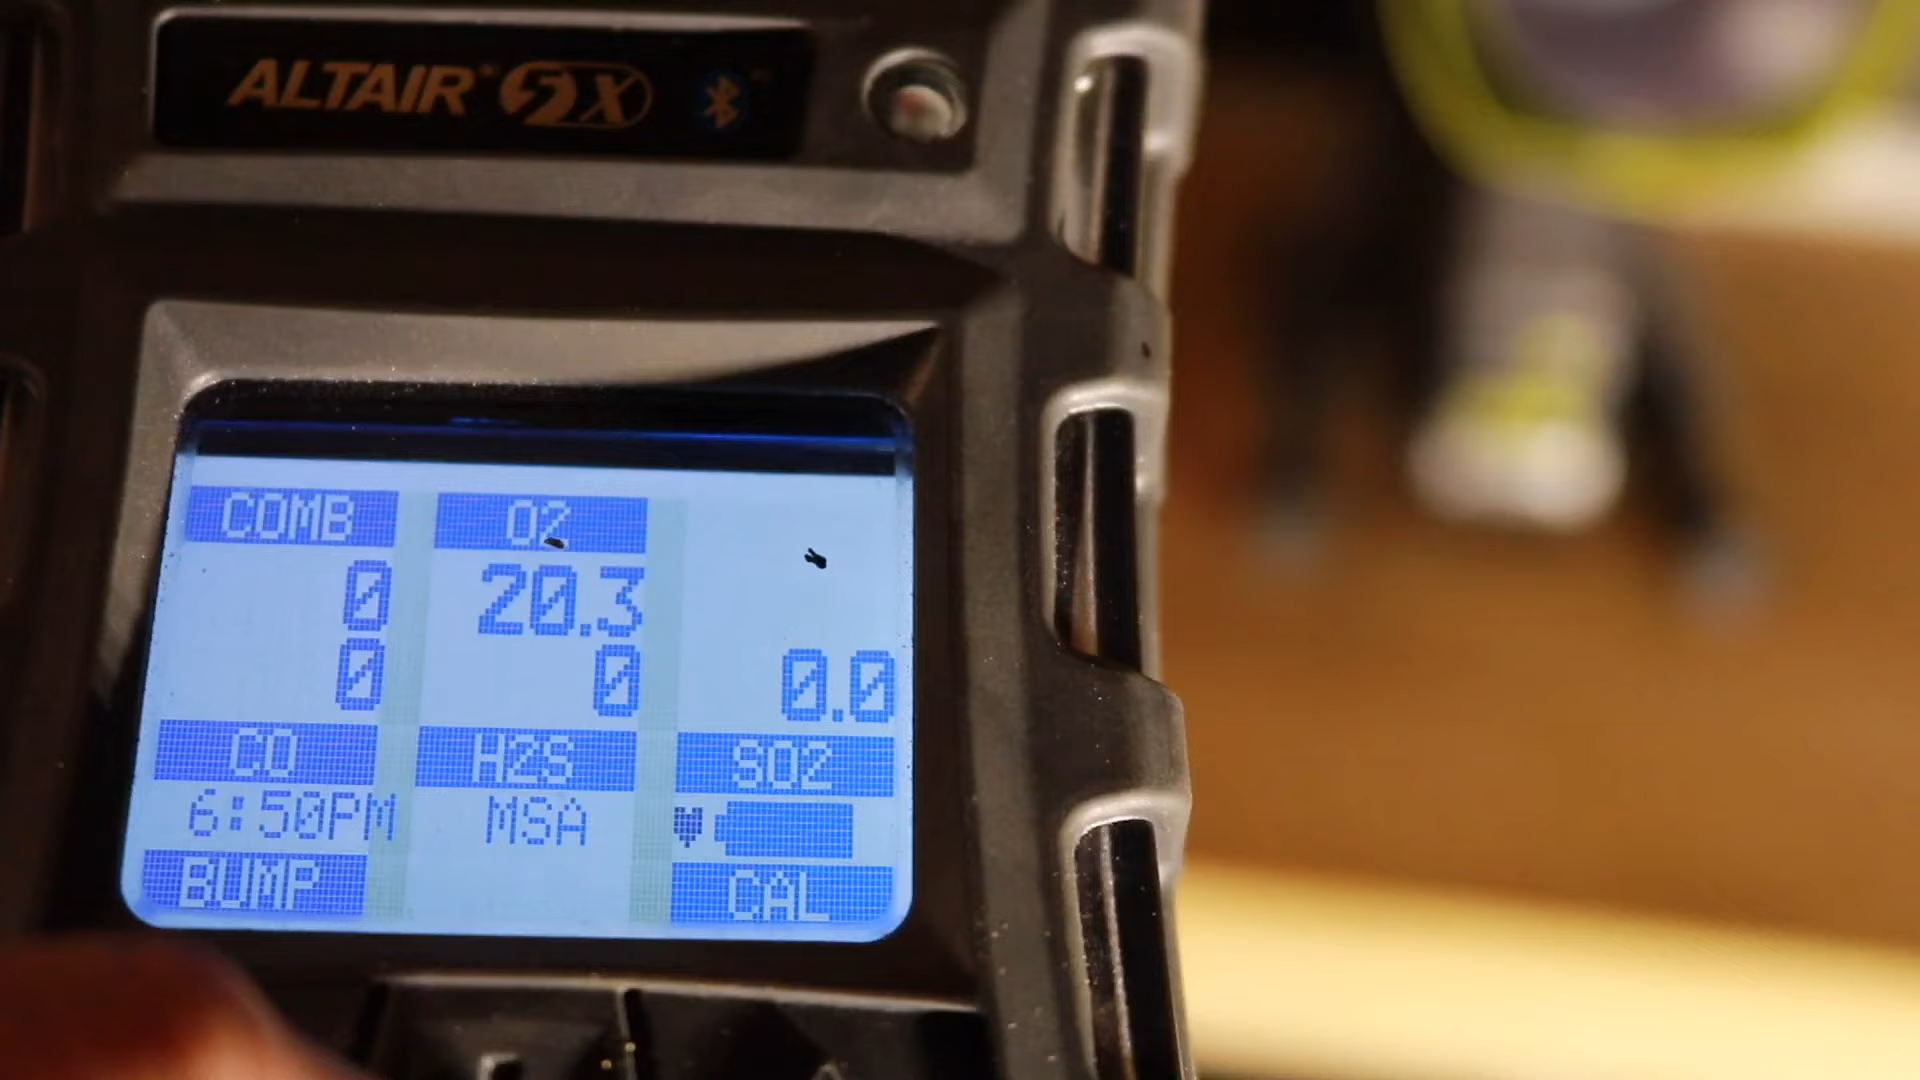 ALTAIR 5X
COMB O2
0 20.3
0 0 0.0
CO H2S SO2
6:50PM MSA
BUMP CAL